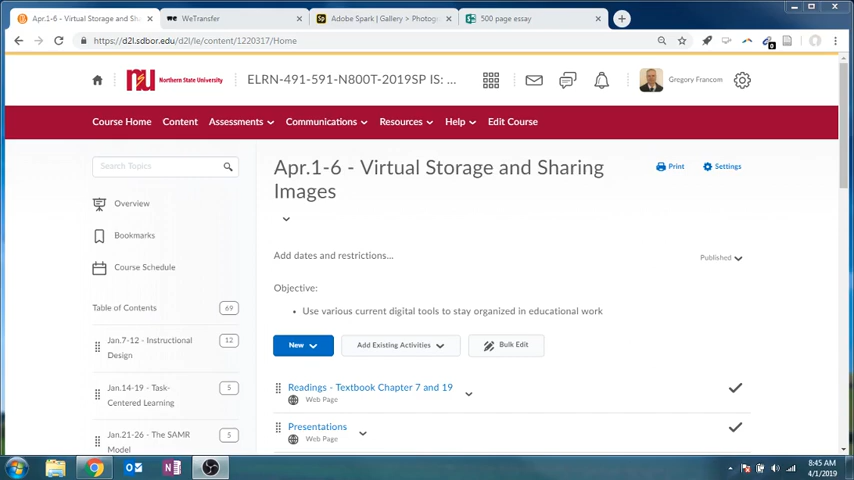 Apr.1-6 - Virtual Storage and Sha
WeTransfer
Adobe Spark | Gallery > Photog
500 page essay
https://d2l.sdbor.edu/d2l/le/content/1220317/Home
Northern State University
ELRN-491-591-N800T-2019SP IS: ...
Gregory Francom
Course Home
Content
Assessments
Communications
Resources
Help
Edit Course
Search Topics
Apr.1-6 - Virtual Storage and Sharing
Images
Print
Settings
Overview
Bookmarks
Course Schedule
Add dates and restrictions...
Published
Objective:
Table of Contents
69
• Use various current digital tools to stay organized in educational work
Jan.7-12 - Instructional
Design
12
New
Add Existing Activities
Bulk Edit
Jan.14-19 - Task-
Centered Learning
5
Readings - Textbook Chapter 7 and 19
Web Page
Jan.21-26 - The SAMR
Model
5
Presentations
Web Page
8:45 AM
4/1/2019